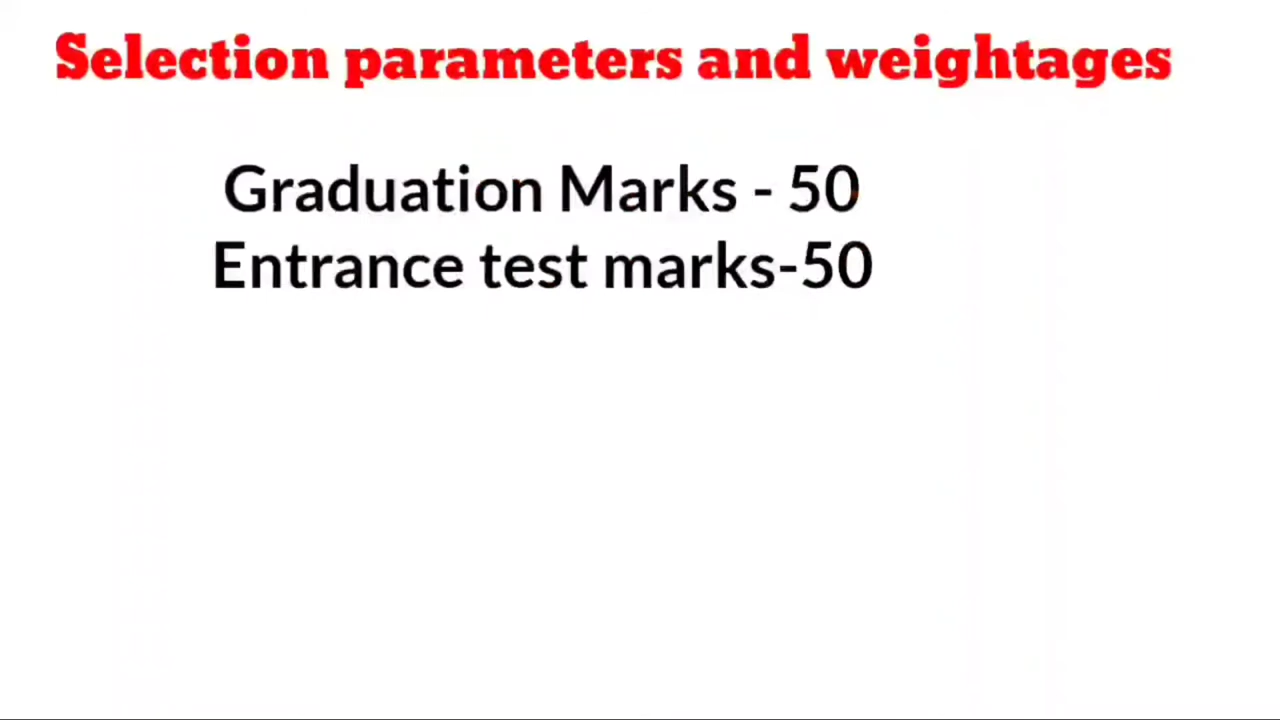 Selection parameters and weightages
Graduation Marks - 50
Entrance test marks-50